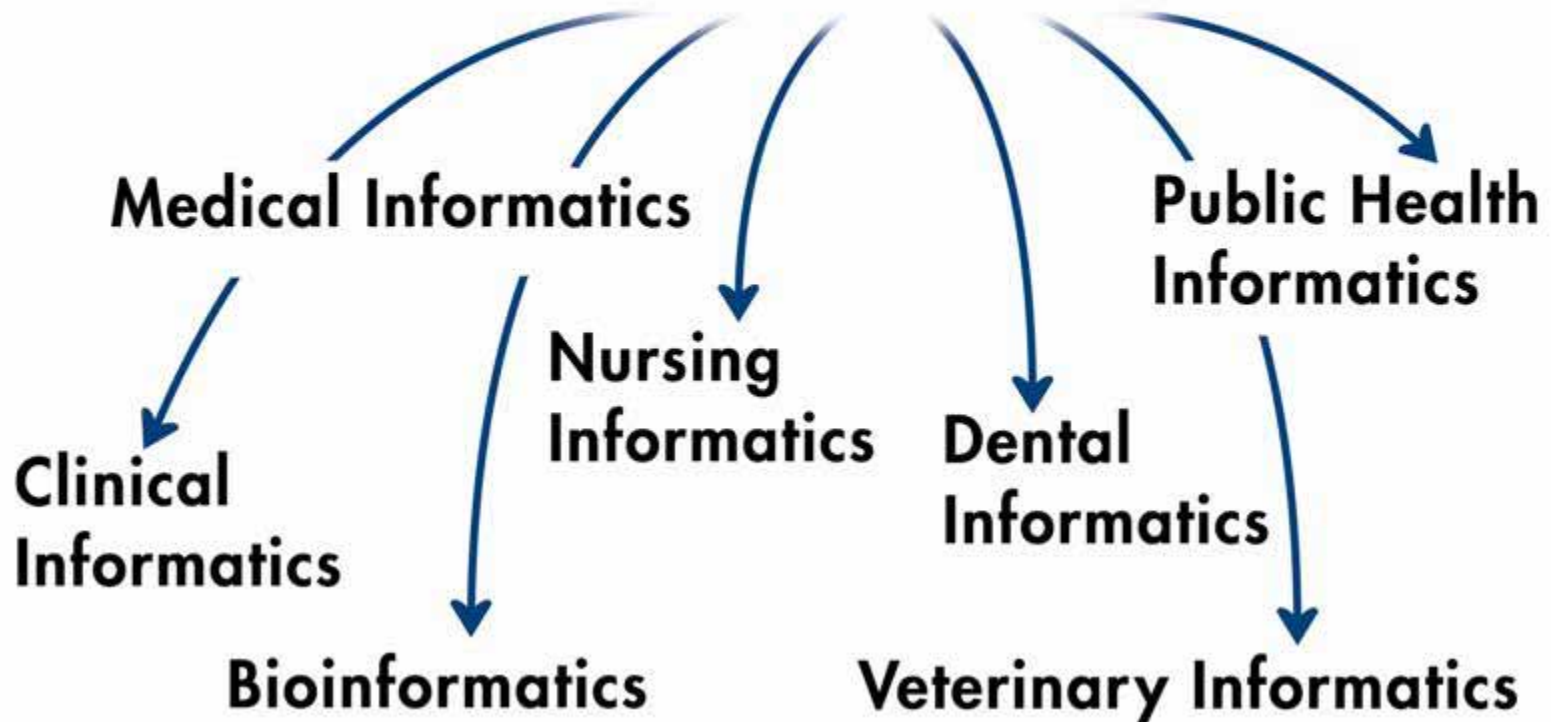 Medical Informatics
Public Health
Informatics
Nursing
Informatics
Dental
Informatics
Clinical
Informatics
Bioinformatics
Veterinary Informatics